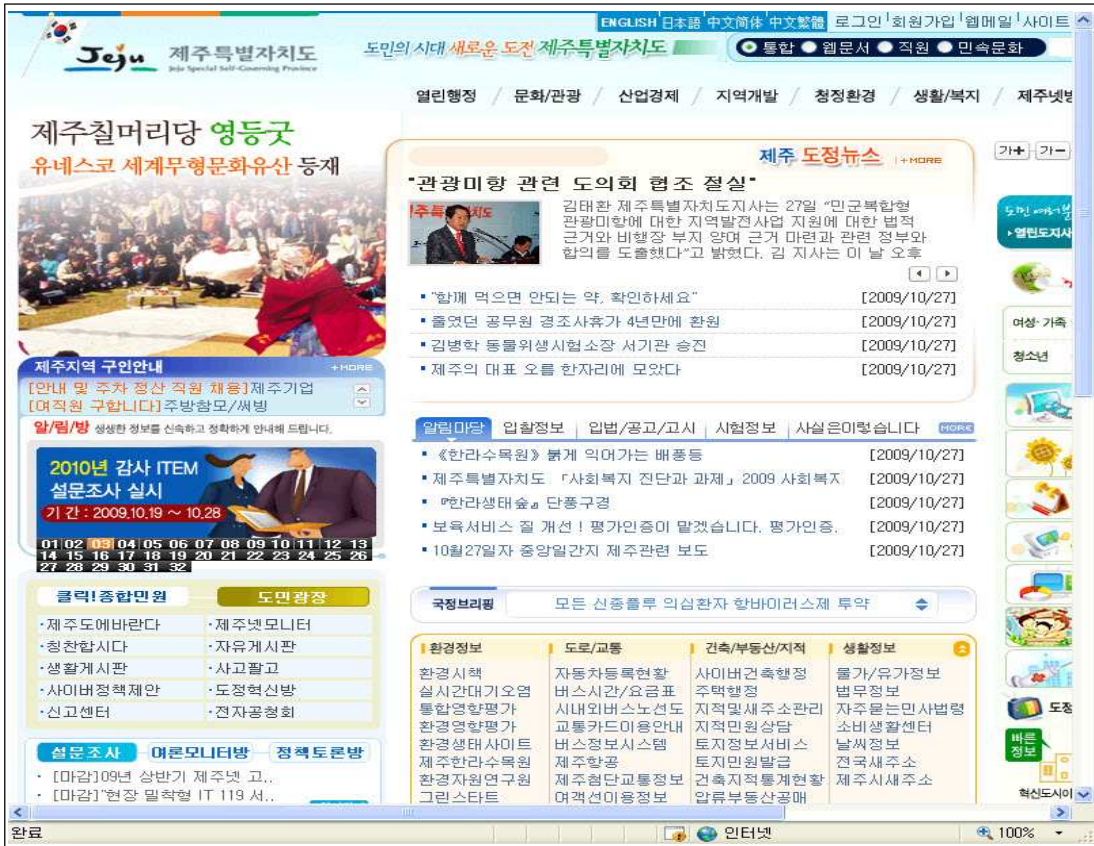 ENGLISH 日本語 中文简体 中文繁體 로그인 회원가입 웹메일 사이트
Jeju 제주특별자치도
Jeju Special Self-Governing Province
도민의 시대 새로운 도전 제주특별자치도
통합 웹문서 직원 민속문화
열린행정 / 문화/관광 / 산업경제 / 지역개발 / 청정환경 / 생활/복지 / 제주넷방
제주칠머리당 영등굿
유네스코 세계무형문화유산 등재
제주 도정뉴스 +MORE
가+ 가-
"관광미항 관련 도의회 협조 절실"
김태환 제주특별자치도지사는 27일 "민군복합형
관광미항에 대한 지역발전사업 지원에 대한 법적
근거와 비행장 부지 양여 근거 마련과 관련 정부와
합의를 도출했다"고 밝혔다. 김 지사는 이 날 오후
"함께 먹으면 안되는 약, 확인하세요" [2009/10/27]
줄였던 공무원 경조사휴가 4년만에 환원 [2009/10/27]
김병학 동물위생시험소장 서기관 승진 [2009/10/27]
제주의 대표 오름 한자리에 모았다 [2009/10/27]
도민 여러분
열린도지사
여성·가족
청소년
제주지역 구인안내 +MORE
[안내 및 주차 정산 직원 채용]제주기업
[여직원 구합니다]주방참모/써빙
알/림/방 생생한 정보를 신속하고 정확하게 안내해 드립니다.
2010년 감사 ITEM
설문조사 실시
기 간 : 2009.10.19 ~ 10.28
01 02 03 04 05 06 07 08 09 10 11 12 13
14 15 16 17 18 19 20 21 22 23 24 25 26
27 28 29 30 31 32
알림마당 입찰정보 입법/공고/고시 시험정보 사실은이렇습니다 MORE
《한라수목원》 붉게 익어가는 배풍등 [2009/10/27]
제주특별자치도 「사회복지 진단과 과제」 2009 사회복지 [2009/10/27]
『한라생태숲』 단풍구경 [2009/10/27]
보육서비스 질 개선 ! 평가인증이 맡겠습니다. 평가인증. [2009/10/27]
10월27일자 중앙일간지 제주관련 보도 [2009/10/27]
국정브리핑 모든 신종플루 의심환자 항바이러스제 투약
클릭!종합민원 도민광장
·제주도에바란다 ·제주넷모니터
·칭찬합시다 ·자유게시판
·생활게시판 ·사고팔고
·사이버정책제안 ·도정혁신방
·신고센터 ·전자공청회
설문조사 여론모니터방 정책토론방
· [마감]09년 상반기 제주넷 고..
· [마감]"현장 밀착형 IT 119 서..
환경정보 도로/교통 건축/부동산/지적 생활정보
환경시책 자동차등록현황 사이버건축행정 물가/유가정보
실시간대기오염 버스시간/요금표 주택행정 법무정보
통합영향평가 시내외버스노선도 지적및새주소관리 자주묻는민사법령
환경영향평가 교통카드이용안내 지적민원상담 소비생활센터
환경생태사이트 버스정보시스템 토지정보서비스 날씨정보
제주한라수목원 제주항공 토지민원발급 전국새주소
환경자원연구원 제주첨단교통정보 건축지적통계현황 제주시새주소
그린스타트 여객선이용정보 압류부동산공매
도정
빠른
정보
혁신도시이
완료 인터넷 100%